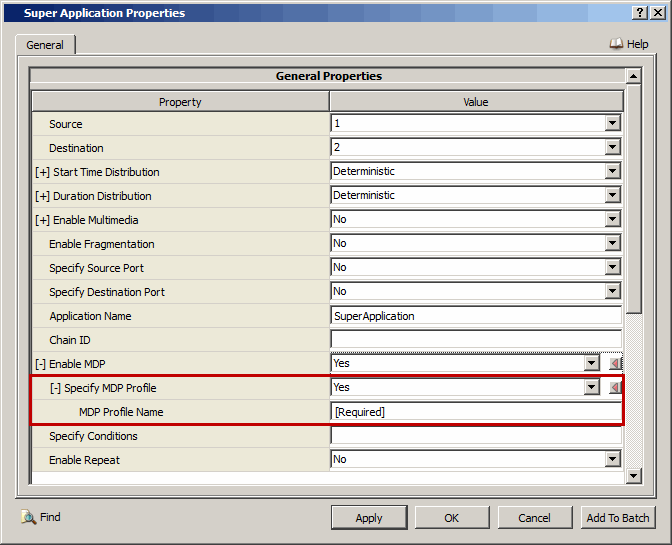 Super Application Properties
General
Help
General Properties
Property Value
Source 1
Destination 2
[+] Start Time Distribution Deterministic
[+] Duration Distribution Deterministic
[+] Enable Multimedia No
Enable Fragmentation No
Specify Source Port No
Specify Destination Port No
Application Name SuperApplication
Chain ID
[-] Enable MDP Yes
[-] Specify MDP Profile Yes
MDP Profile Name [Required]
Specify Conditions
Enable Repeat No
Find Apply OK Cancel Add To Batch